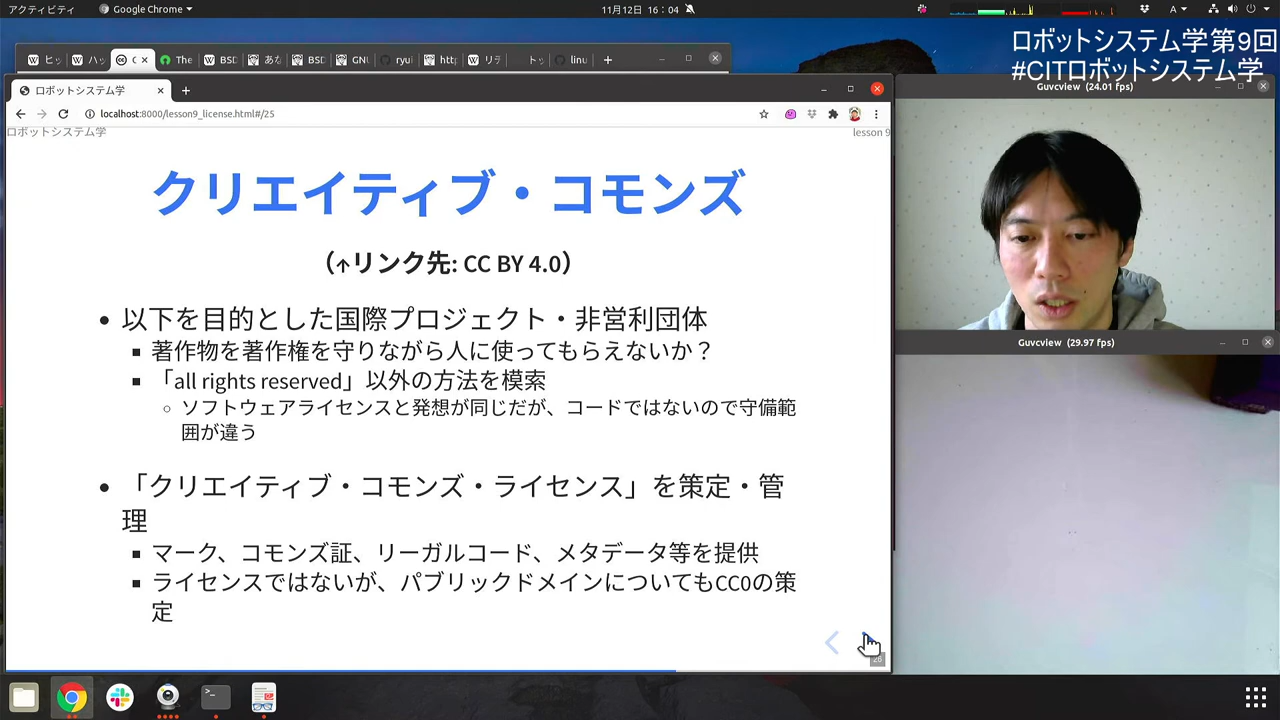 アクティビティ
Google Chrome
11月12日 16：04
A
ロボットシステム学第9回
#CITロボットシステム学
The
BSD
BSD
GNU
ryui
http
linu
ロボットシステム学
localhost:8000/lesson9_license.html#/25
ロボットシステム学
lesson 9
クリエイティブ・コモンズ
（↑リンク先: CC BY 4.0）
以下を目的とした国際プロジェクト・非営利団体
著作物を著作権を守りながら人に使ってもらえないか？
「all rights reserved」以外の方法を模索
ソフトウェアライセンスと発想が同じだが、コードではないので守備範
囲が違う
「クリエイティブ・コモンズ・ライセンス」を策定・管
理
マーク、コモンズ証、リーガルコード、メタデータ等を提供
ライセンスではないが、パブリックドメインについてもCC0の策
定
26
Guvcview (24.01 fps)
Guvcview (29.97 fps)